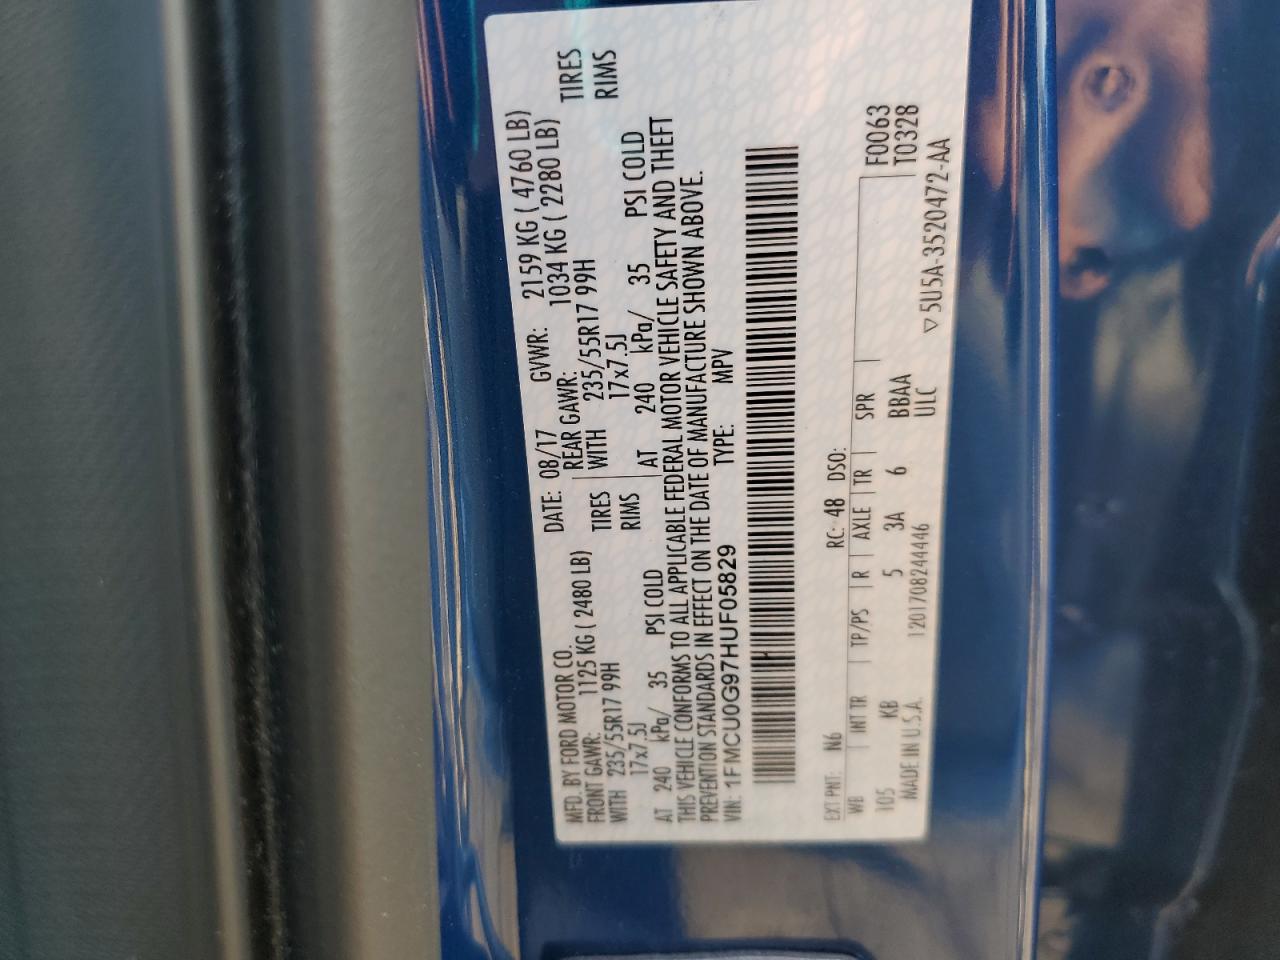 MFD. BY FORD MOTOR CO. DATE: 08/17 GVWR: 2159 KG ( 4760 LB)
FRONT GAWR: 1125 KG ( 2480 LB) REAR GAWR: 1034 KG ( 2280 LB)
WITH 235/55R17 99H TIRES WITH 235/55R17 99H TIRES
17x7.5J RIMS 17x7.5J RIMS
AT 240 kPa/ 35 PSI COLD AT 240 kPa/ 35 PSI COLD
THIS VEHICLE CONFORMS TO ALL APPLICABLE FEDERAL MOTOR VEHICLE SAFETY AND THEFT
PREVENTION STANDARDS IN EFFECT ON THE DATE OF MANUFACTURE SHOWN ABOVE.
VIN: 1FMCU0G97HUF05829 TYPE: MPV
EXT PNT: N6 RC: 48 DSO:
WB INT TR TP/PS R AXLE TR SPR F0063
105 KB 5 3A 6 BBAA T0328
MADE IN U.S.A. 1201708244446 ULC ▽5U5A-3520472-AA